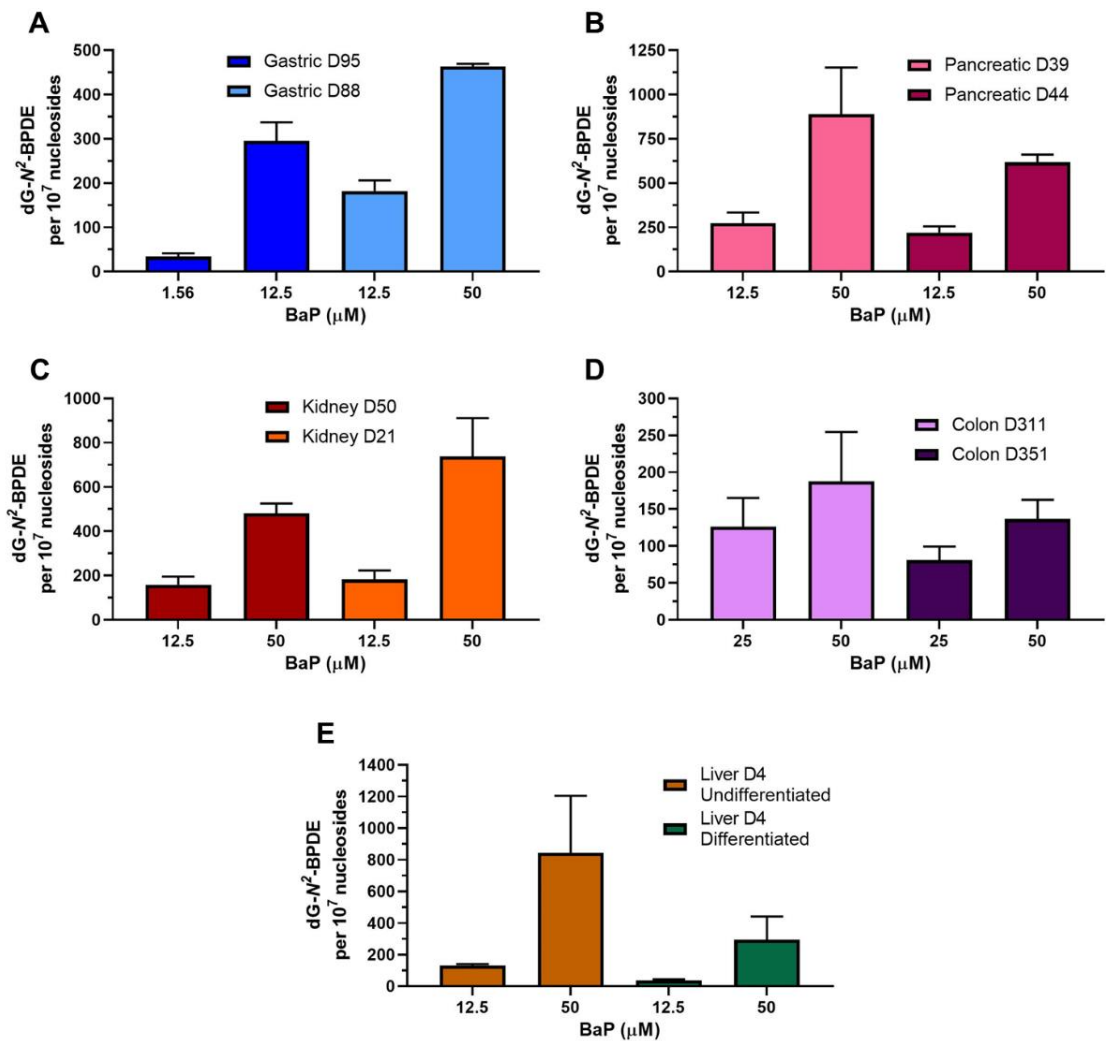 A
dG-N²-BPDE
per 10⁷ nucleosides
500
400
300
200
100
0
Gastric D95
Gastric D88
1.56 12.5 12.5 50
BaP (μM)
B
dG-N²-BPDE
per 10⁷ nucleosides
1250
1000
750
500
250
0
Pancreatic D39
Pancreatic D44
12.5 50 12.5 50
BaP (μM)
C
dG-N²-BPDE
per 10⁷ nucleosides
1000
800
600
400
200
0
Kidney D50
Kidney D21
12.5 50 12.5 50
BaP (μM)
D
dG-N²-BPDE
per 10⁷ nucleosides
300
250
200
150
100
50
0
Colon D311
Colon D351
25 50 25 50
BaP (μM)
E
dG-N²-BPDE
per 10⁷ nucleosides
1400
1200
1000
800
600
400
200
0
Liver D4
Undifferentiated
Liver D4
Differentiated
12.5 50 12.5 50
BaP (μM)